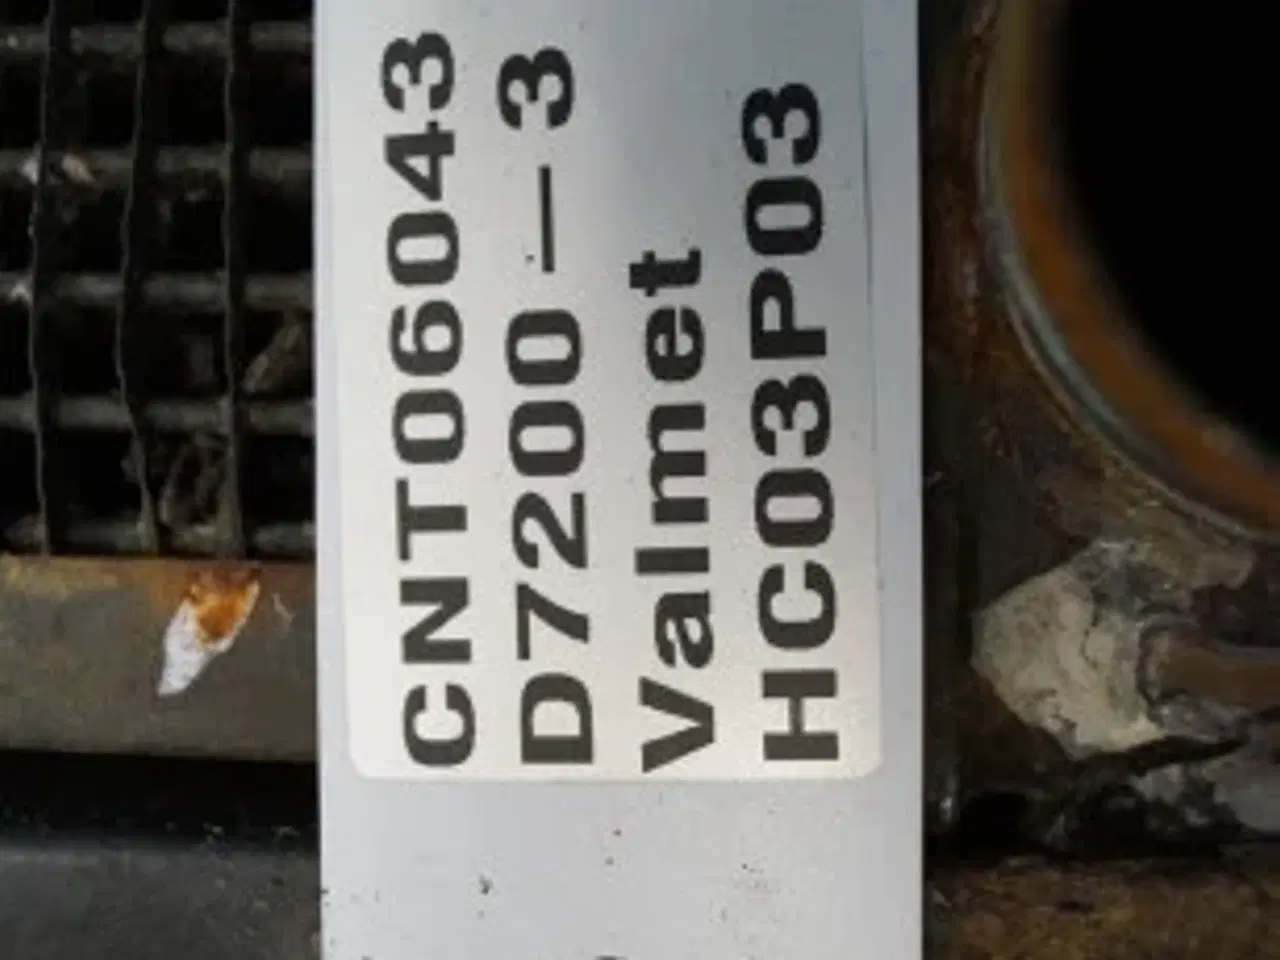 CNT06043
D7200 – 3
Valmet
HC03P03